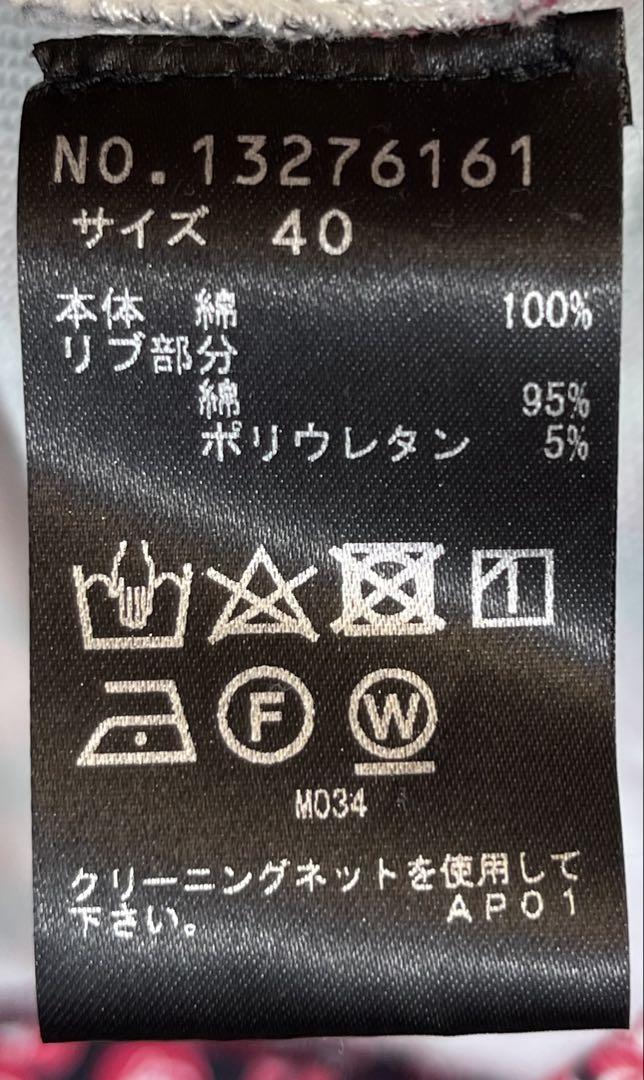 NO.13276161
サイズ 40
本体 綿 100%
リブ部分
綿 95%
ポリウレタン 5%
F W
M034
クリーニングネットを使用して
下さい。 AP01